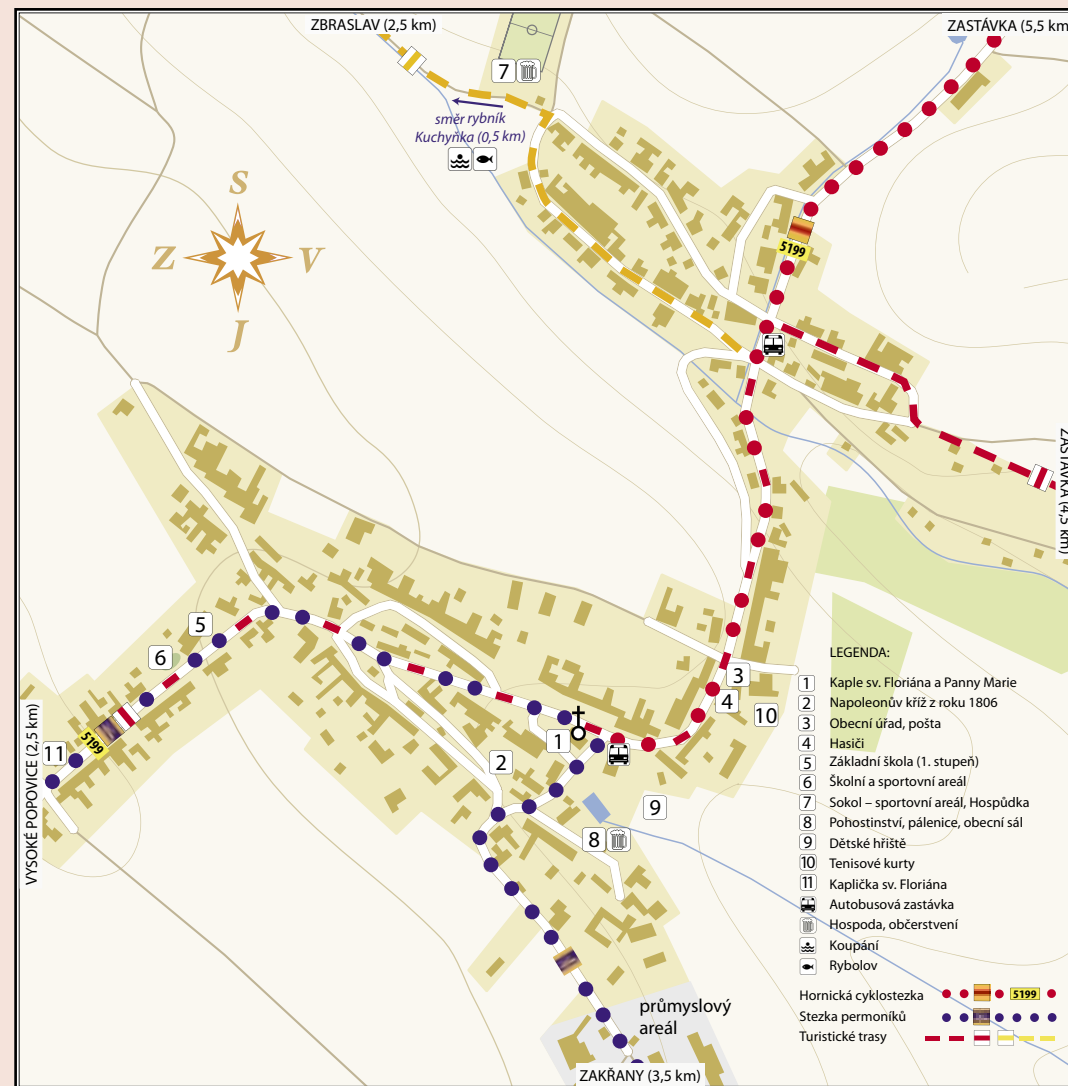 ZBRASLAV (2,5 km)
ZASTÁVKA (5,5 km
7
směr rybník
Kuchyňka (0,5 km)
S
Z
V
J
5199
ZASTÁVKA (4,5 km)
5
6
3
4
10
11
5199
1
2
9
8
VYSOKÉ POPOVICE (2,5 km)
průmyslový
areál
ZAKŘANY (3,5 km)
LEGENDA:
1 Kaple sv. Floriána a Panny Marie
2 Napoleonův kříž z roku 1806
3 Obecní úřad, pošta
4 Hasiči
5 Základní škola (1. stupeň)
6 Školní a sportovní areál
7 Sokol – sportovní areál, Hospůdka
8 Pohostinství, pálenice, obecní sál
9 Dětské hřiště
10 Tenisové kurty
11 Kaplička sv. Floriána
Autobusová zastávka
Hospoda, občerstvení
Koupání
Rybolov
Hornická cyklostezka 5199
Stezka permoníků
Turistické trasy